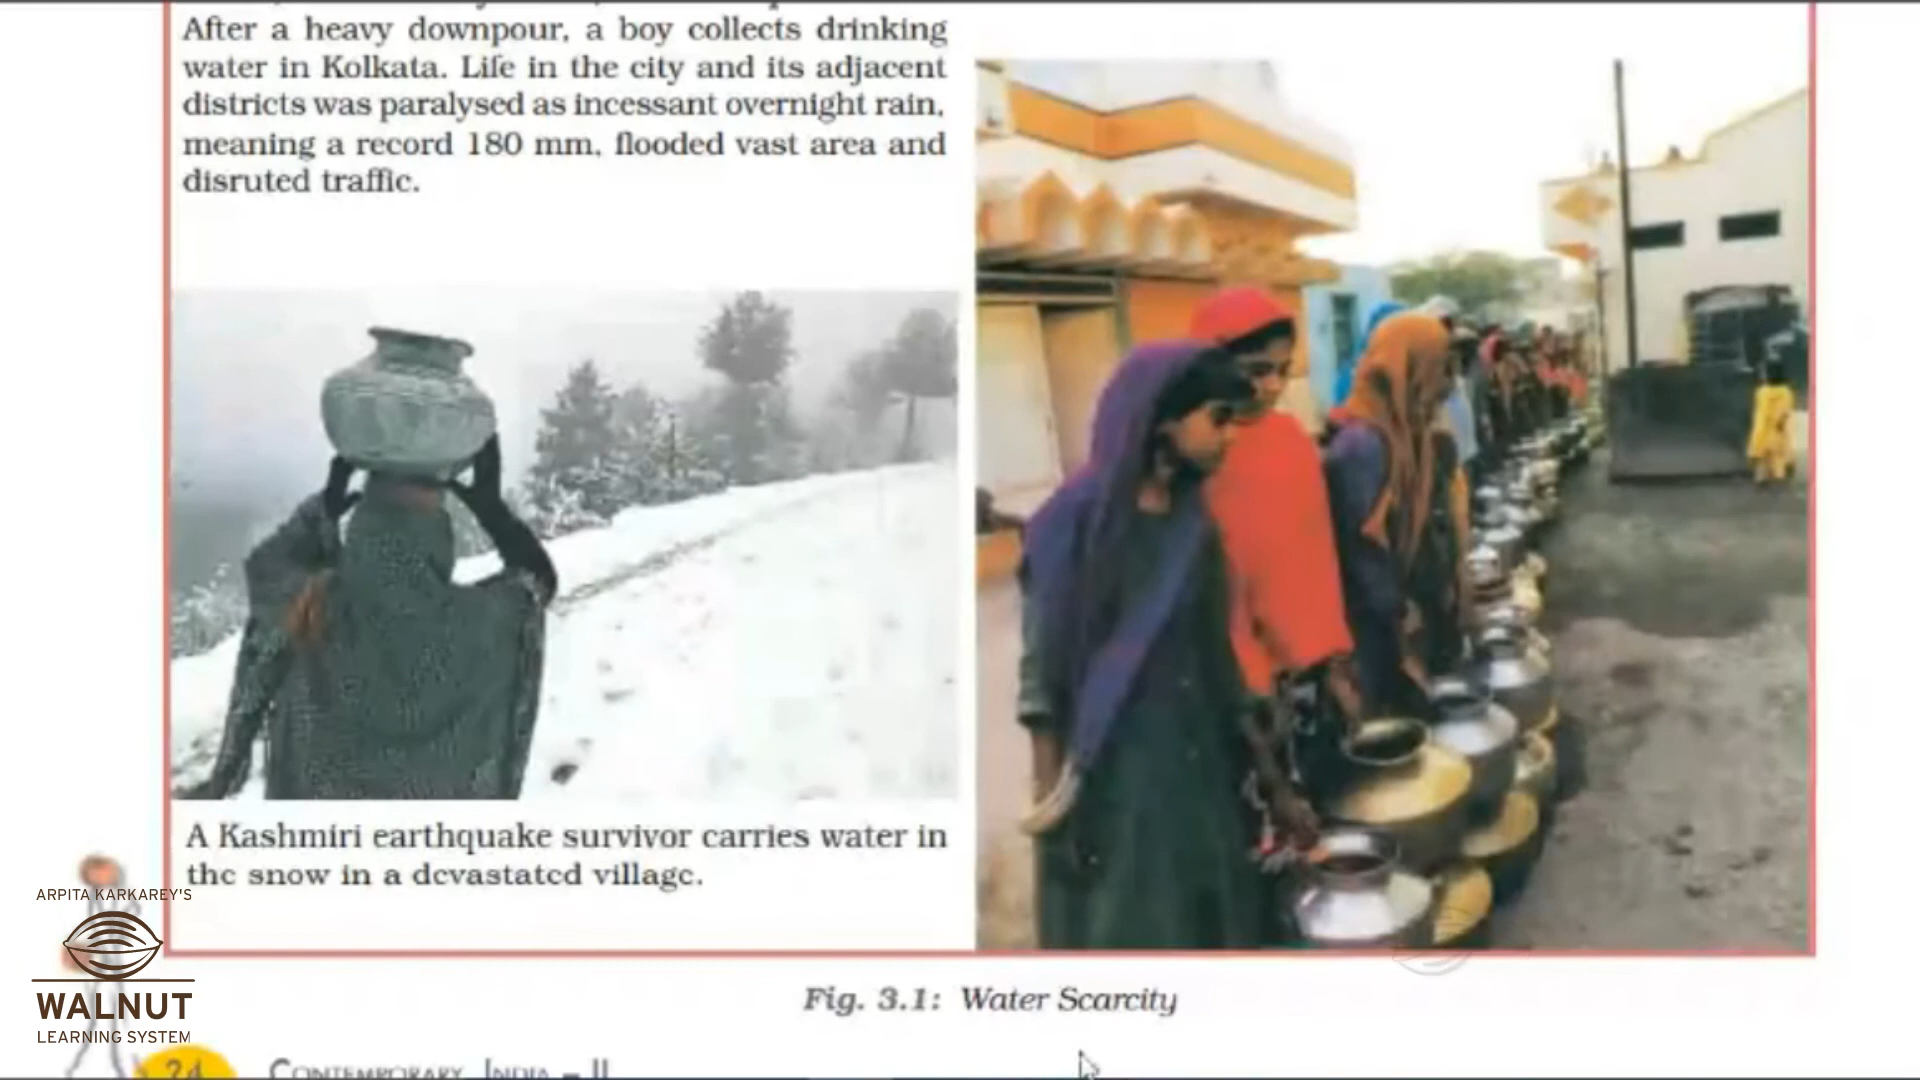 After a heavy downpour, a boy collects drinking
water in Kolkata. Life in the city and its adjacent
districts was paralysed as incessant overnight rain,
meaning a record 180 mm, flooded vast area and
disruted traffic.
A Kashmiri earthquake survivor carries water in
the snow in a devastated village.
Fig. 3.1: Water Scarcity
ARPITA KARKAREY'S
WALNUT
LEARNING SYSTEM
24
CONTEMPORARY INDIA – II